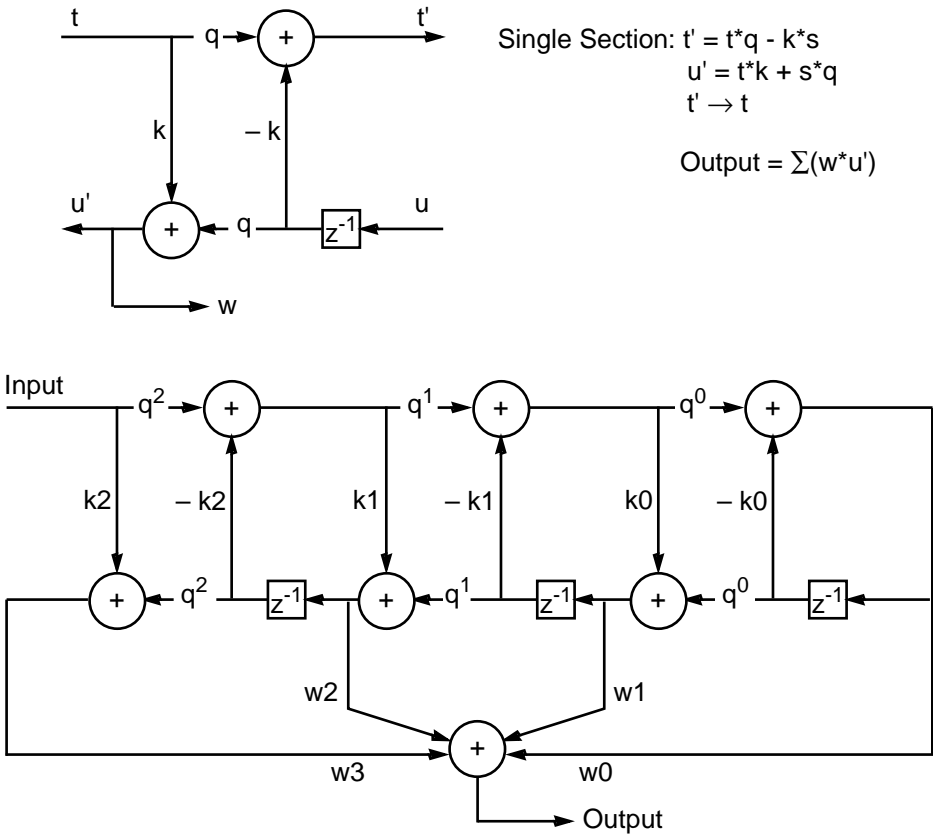 t
q
+
t'
Single Section: t' = t*q - k*s
u' = t*k + s*q
t' → t
k
– k
Output = Σ(w*u')
u'
+
q
z⁻¹
u
w
Input
q²
+
q¹
+
q⁰
+
k2
– k2
k1
– k1
k0
– k0
+
q²
z⁻¹
+
q¹
z⁻¹
+
q⁰
z⁻¹
w2
w1
+
w3
w0
Output